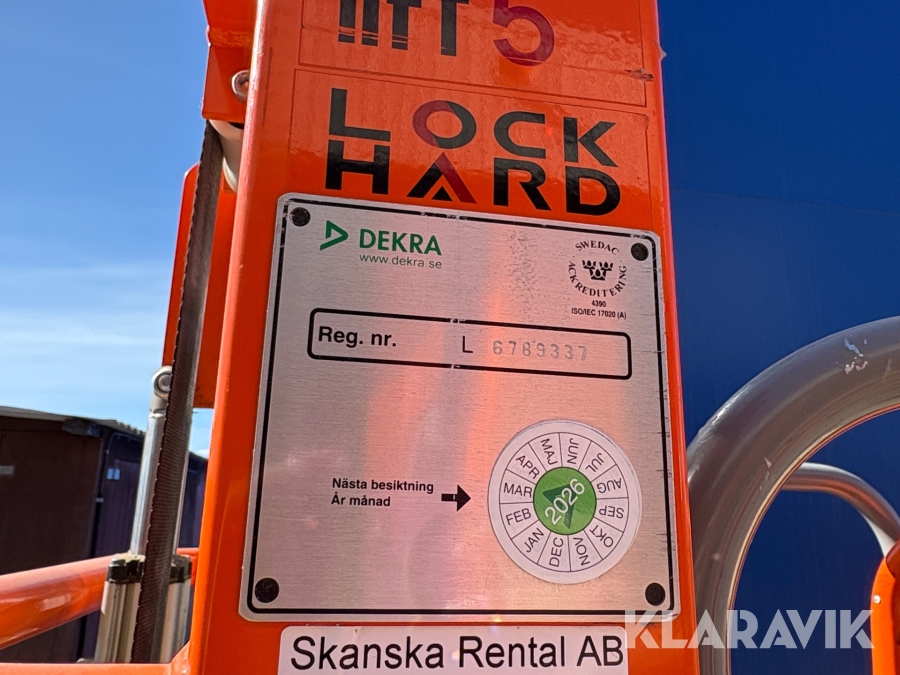 5
LOCK
HARD
DEKRA
www.dekra.se
SWEDAC
ACKREDITERING
4390
ISO/IEC 17020 (A)
Reg. nr. L 6789337
Nästa besiktning
År månad
JAN FEB MAR APR MAJ JUN JUL AUG SEP OKT NOV DEC
2026
Skanska Rental AB
KLARAVIK